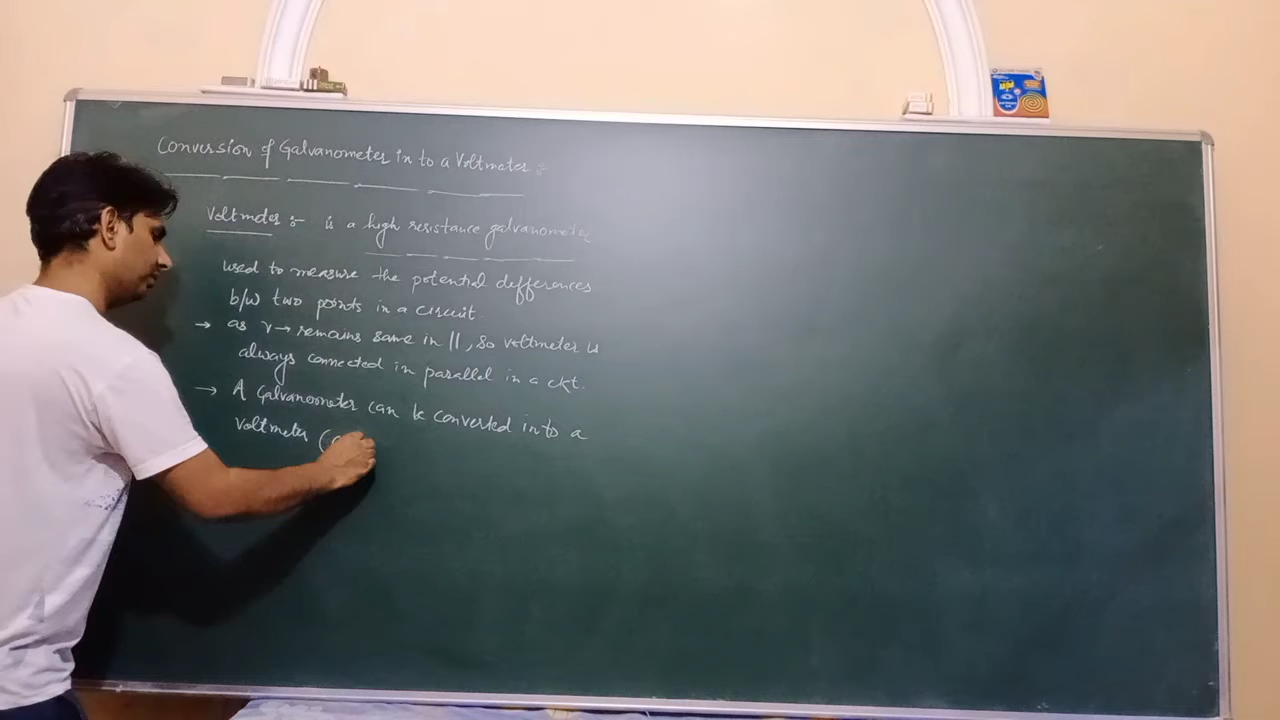 Conversion of Galvanometer in to a Voltmeter :-
Voltmeter :- is a high resistance galvanometer
used to measure the potential differences
b/w two points in a circuit.
→ as V → remains same in ||, so voltmeter is
always connected in parallel in a ckt.
→ A Galvanometer can be converted into a
voltmeter (